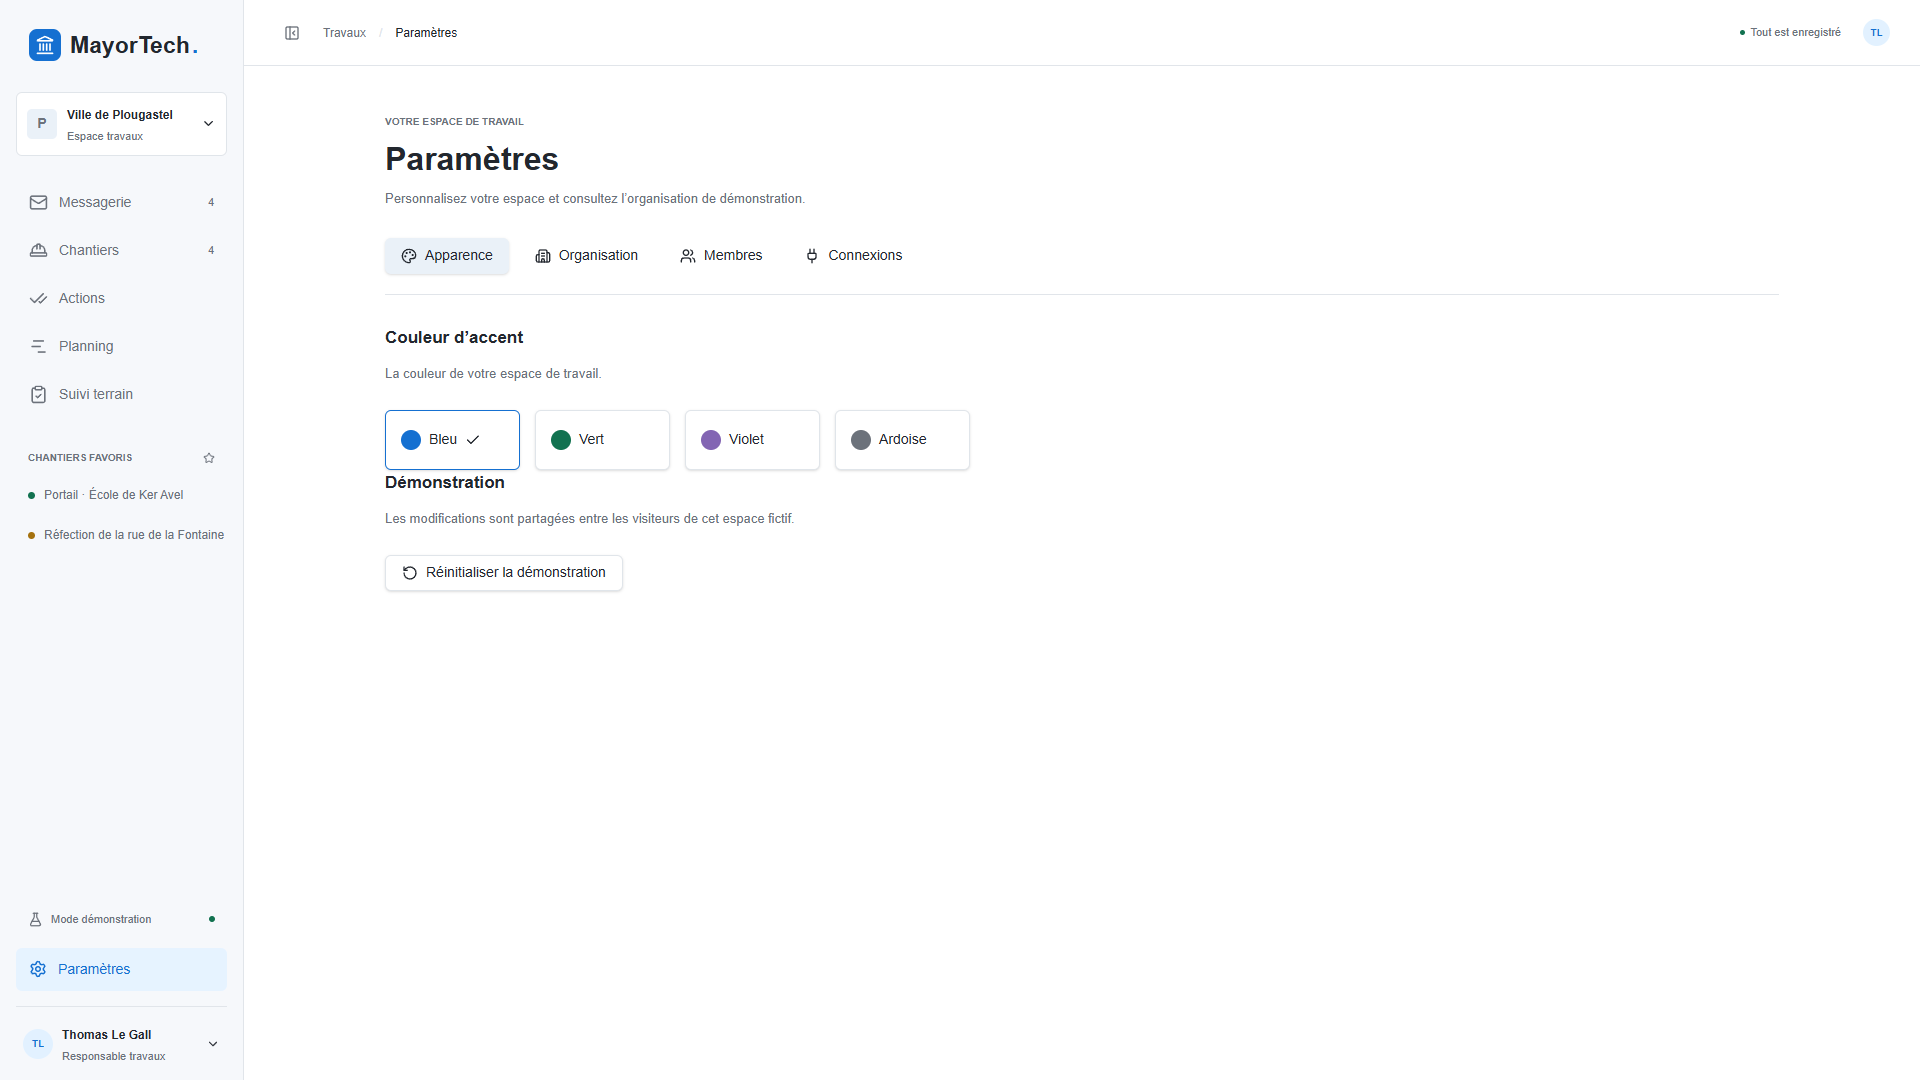 MayorTech.
Travaux / Paramètres
Tout est enregistré
TL
P
Ville de Plougastel
Espace travaux
Messagerie 4
Chantiers 4
Actions
Planning
Suivi terrain
CHANTIERS FAVORIS
Portail · École de Ker Avel
Réfection de la rue de la Fontaine
Mode démonstration
Paramètres
TL
Thomas Le Gall
Responsable travaux
VOTRE ESPACE DE TRAVAIL
Paramètres
Personnalisez votre espace et consultez l’organisation de démonstration.
Apparence Organisation Membres Connexions
Couleur d’accent
La couleur de votre espace de travail.
Bleu Vert Violet Ardoise
Démonstration
Les modifications sont partagées entre les visiteurs de cet espace fictif.
Réinitialiser la démonstration